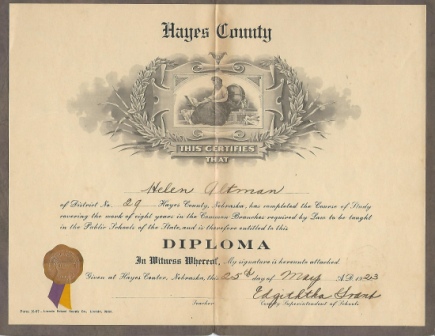 Hayes County
THIS CERTIFIES
THAT
Helen Altman
of District No. 29 Hayes County, Nebraska, has completed the Course of Study
covering the work of eight years in the Common Branches required by Law to be taught
in the Public Schools of the State, and is therefore entitled to this
DIPLOMA
In Witness Whereof, My signature is hereunto attached
Given at Hayes Center, Nebraska, this 25th day of May A.D. 1923
Grant
Teacher County Superintendent of Schools